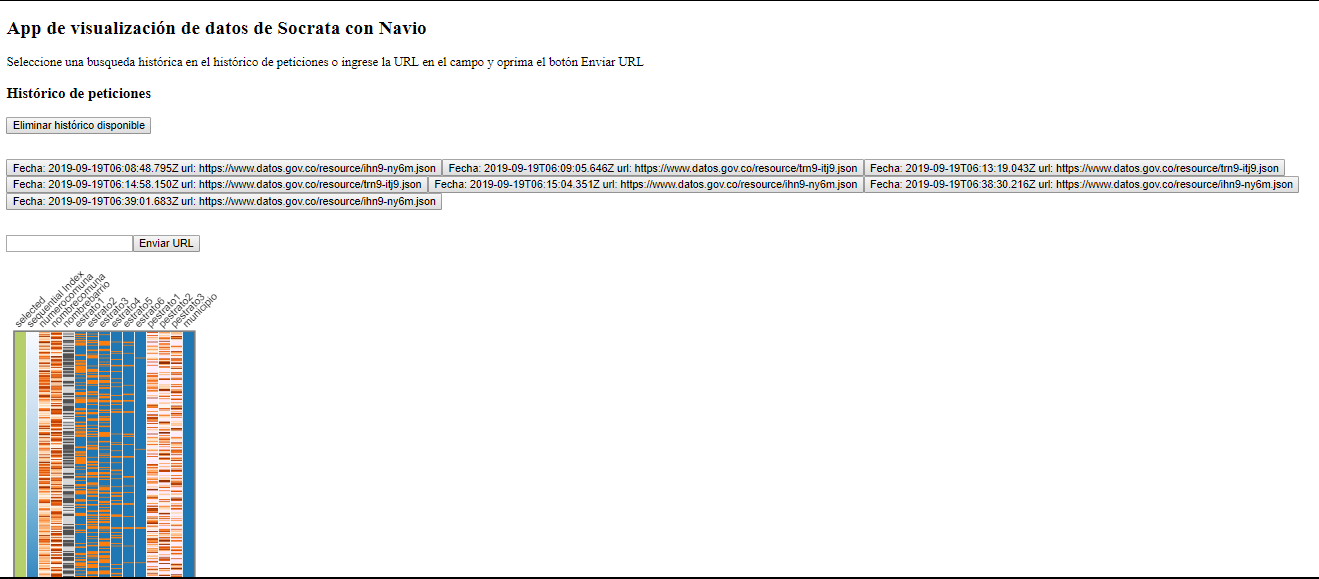 App de visualización de datos de Socrata con Navio
Seleccione una busqueda histórica en el histórico de peticiones o ingrese la URL en el campo y oprima el botón Enviar URL
Histórico de peticiones
Eliminar histórico disponible
Fecha: 2019-09-19T06:08:48.795Z url: https://www.datos.gov.co/resource/ihn9-ny6m.json Fecha: 2019-09-19T06:09:05.646Z url: https://www.datos.gov.co/resource/trn9-itj9.json Fecha: 2019-09-19T06:13:19.043Z url: https://www.datos.gov.co/resource/trn9-itj9.json
Fecha: 2019-09-19T06:14:58.150Z url: https://www.datos.gov.co/resource/trn9-itj9.json Fecha: 2019-09-19T06:15:04.351Z url: https://www.datos.gov.co/resource/ihn9-ny6m.json Fecha: 2019-09-19T06:38:30.216Z url: https://www.datos.gov.co/resource/ihn9-ny6m.json
Fecha: 2019-09-19T06:39:01.683Z url: https://www.datos.gov.co/resource/ihn9-ny6m.json
Enviar URL
selected
sequential Index
numerocomuna
nombrecomuna
nombrebarrio
estrato1
estrato2
estrato3
estrato4
estrato5
estrato6
pestrato1
pestrato2
pestrato3
municipio